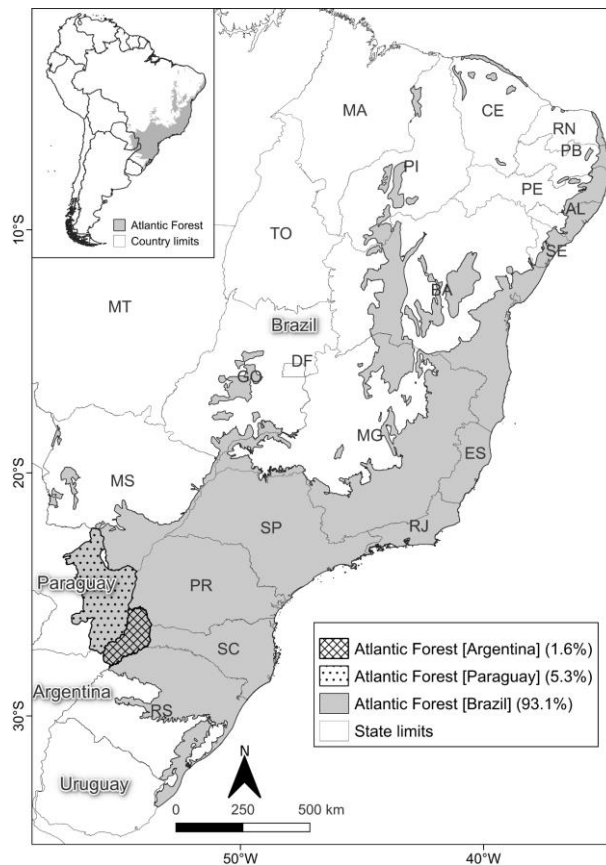 Atlantic Forest
Country limits
MA
CE
RN
PB
PI
PE
AL
SE
10°S
TO
BA
MT
Brazil
DF
GO
MG
ES
20°S
MS
SP
RJ
Paraguay
PR
SC
Atlantic Forest [Argentina] (1.6%)
Atlantic Forest [Paraguay] (5.3%)
Atlantic Forest [Brazil] (93.1%)
State limits
Argentina
RS
30°S
Uruguay
N
0 250 500 km
50°W 40°W